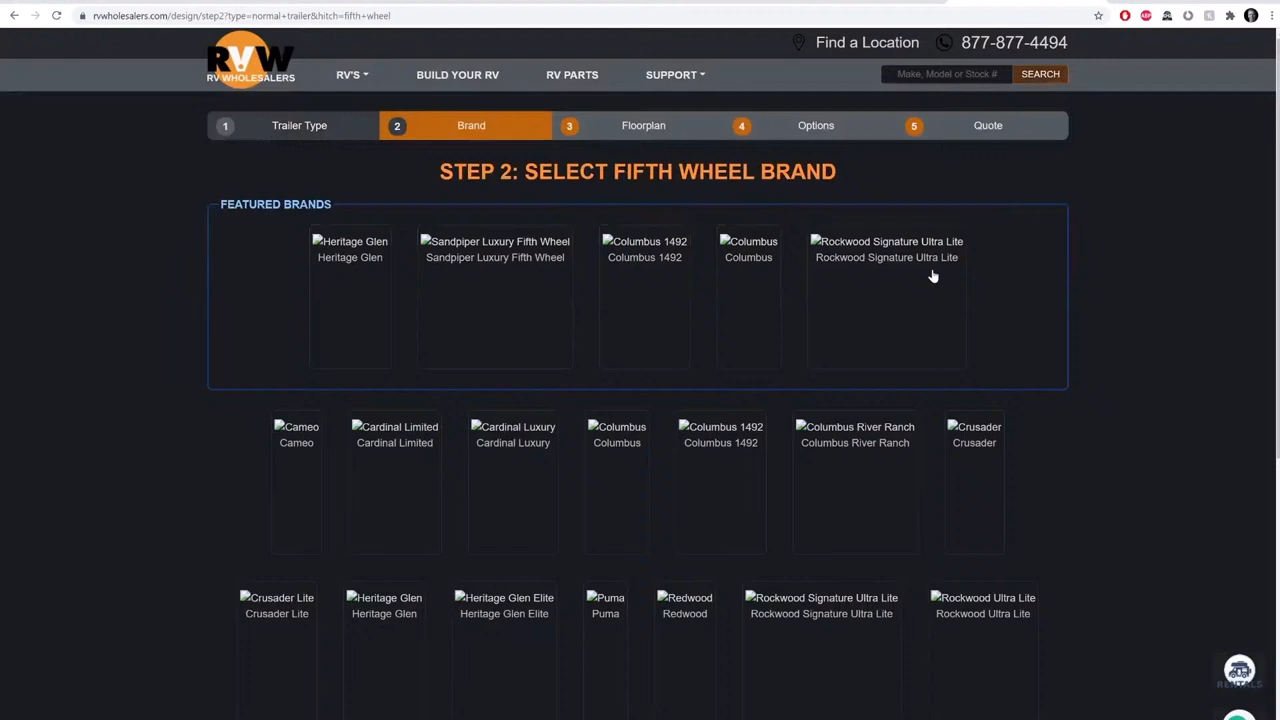 rvwholesalers.com/design/step2?type=normal+trailer&hitch=fifth+wheel
ABP
RVW
RV WHOLESALERS
Find a Location
877-877-4494
RV'S
BUILD YOUR RV
RV PARTS
SUPPORT
Make, Model or Stock #
SEARCH
1 Trailer Type
2 Brand
3 Floorplan
4 Options
5 Quote
STEP 2: SELECT FIFTH WHEEL BRAND
FEATURED BRANDS
Heritage Glen
Heritage Glen
Sandpiper Luxury Fifth Wheel
Sandpiper Luxury Fifth Wheel
Columbus 1492
Columbus 1492
Columbus
Columbus
Rockwood Signature Ultra Lite
Rockwood Signature Ultra Lite
Cameo
Cameo
Cardinal Limited
Cardinal Limited
Cardinal Luxury
Cardinal Luxury
Columbus
Columbus
Columbus 1492
Columbus 1492
Columbus River Ranch
Columbus River Ranch
Crusader
Crusader
Crusader Lite
Crusader Lite
Heritage Glen
Heritage Glen
Heritage Glen Elite
Heritage Glen Elite
Puma
Puma
Redwood
Redwood
Rockwood Signature Ultra Lite
Rockwood Signature Ultra Lite
Rockwood Ultra Lite
Rockwood Ultra Lite
RENTALS